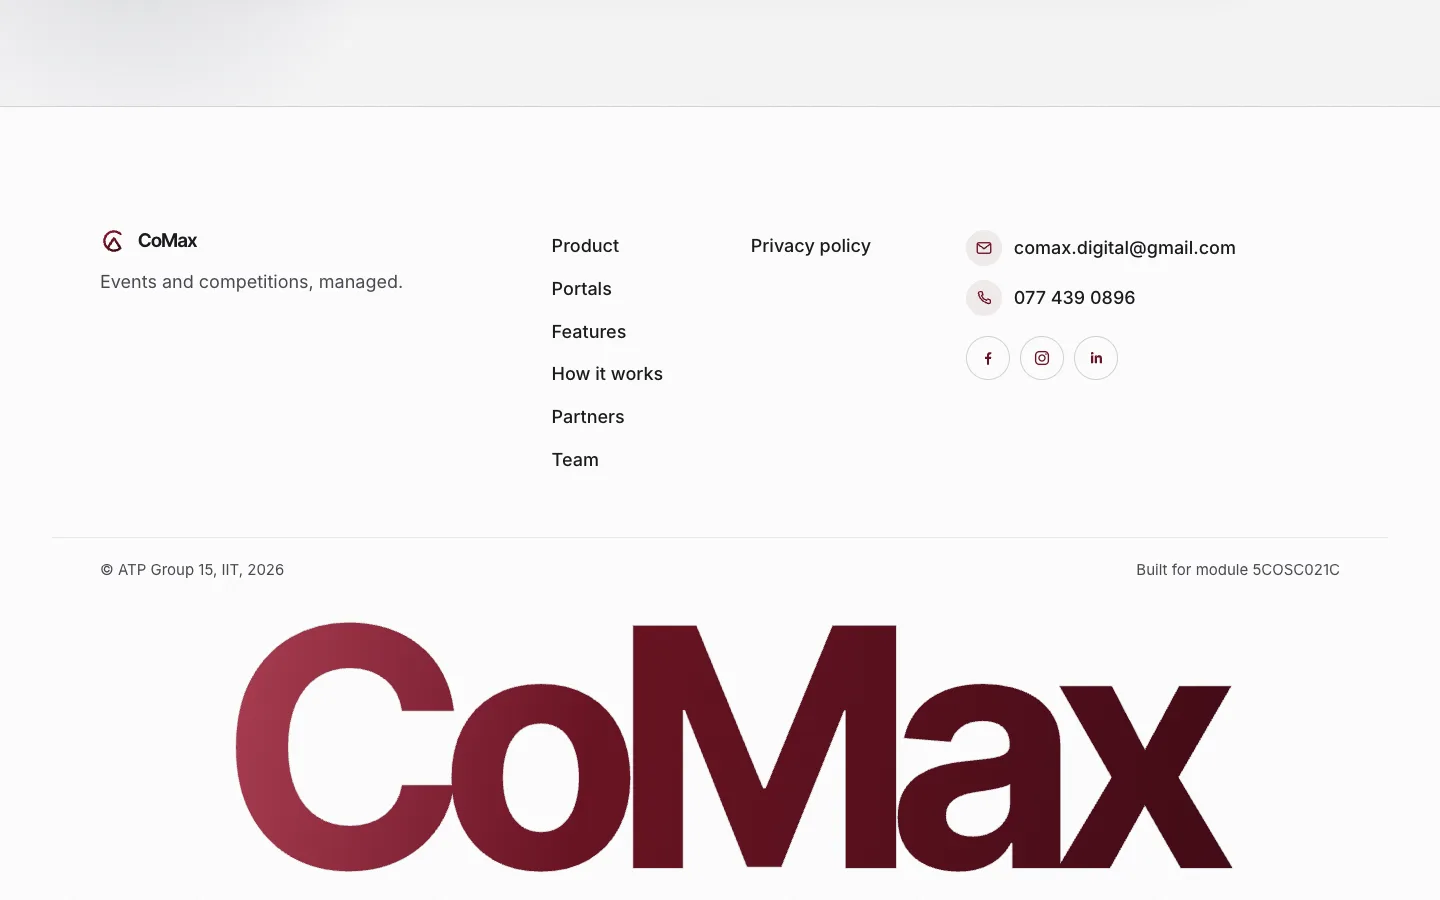 CoMax
Events and competitions, managed.
Product
Portals
Features
How it works
Partners
Team
Privacy policy
comax.digital@gmail.com
077 439 0896
© ATP Group 15, IIT, 2026
Built for module 5COSC021C
CoMax